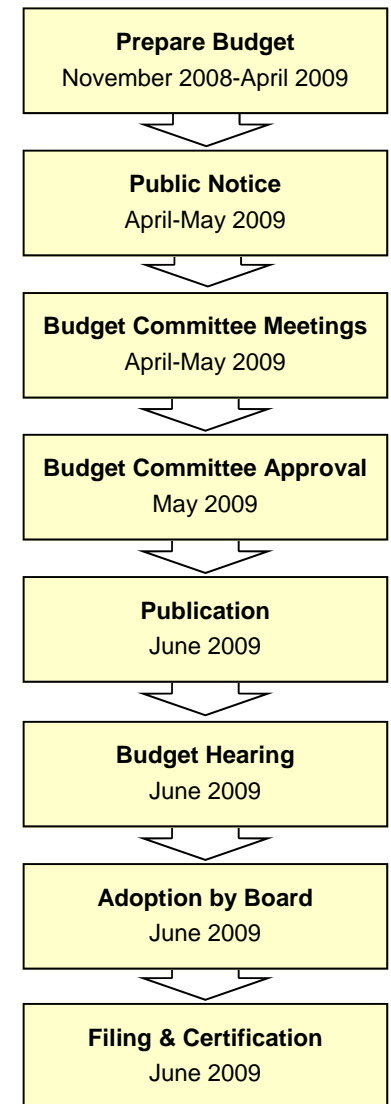 Prepare Budget
November 2008-April 2009
Public Notice
April-May 2009
Budget Committee Meetings
April-May 2009
Budget Committee Approval
May 2009
Publication
June 2009
Budget Hearing
June 2009
Adoption by Board
June 2009
Filing & Certification
June 2009